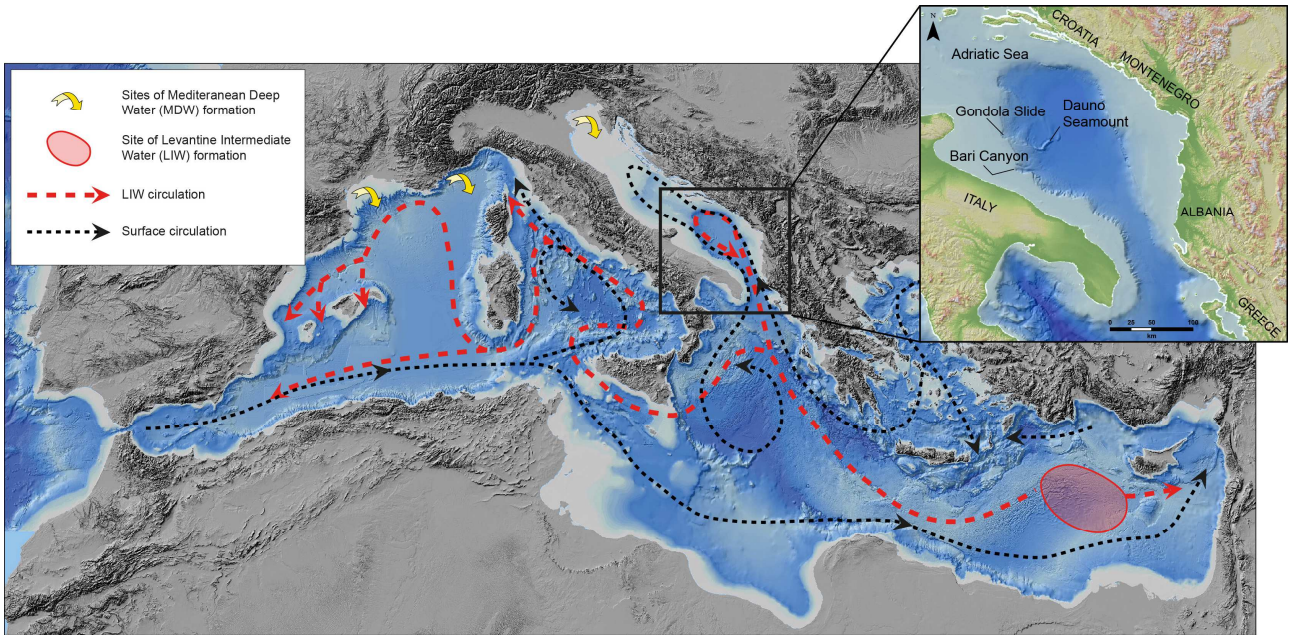 Sites of Mediteranean Deep
Water (MDW) formation
Site of Levantine Intermediate
Water (LIW) formation
LIW circulation
Surface circulation
N
CROATIA
Adriatic Sea
MONTENEGRO
Gondola Slide
Dauno
Seamount
Bari Canyon
ITALY
ALBANIA
GREECE
0 25 50 100
km